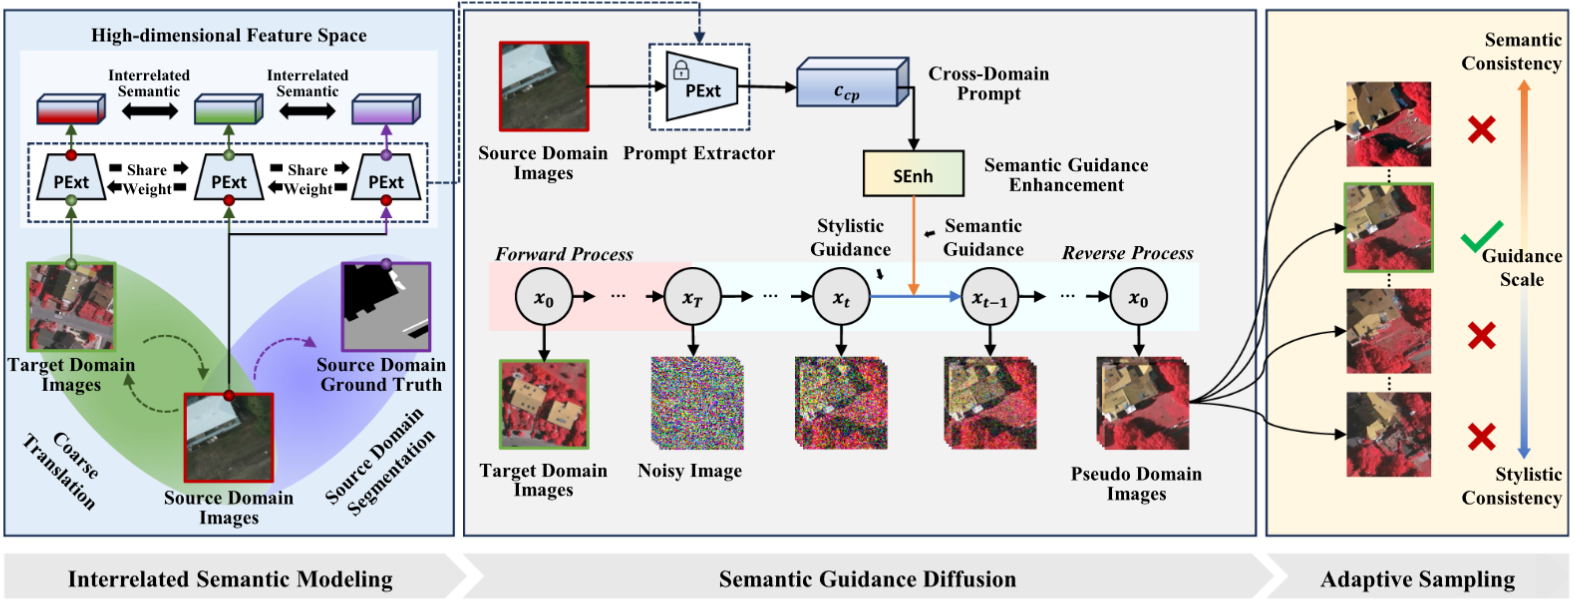 High-dimensional Feature Space
Interrelated
Semantic
Interrelated
Semantic
PExt
Share
Weight
PExt
Share
Weight
PExt
Target Domain
Images
Source Domain
Ground Truth
Coarse
Translation
Source Domain
Segmentation
Source Domain
Images
Interrelated Semantic Modeling
Source Domain
Images
PExt
Prompt Extractor
c_cp
Cross-Domain
Prompt
SEnh
Semantic Guidance
Enhancement
Stylistic
Guidance
Semantic
Guidance
Forward Process
Reverse Process
x_0 ... x_T ... x_t x_{t-1} ... x_0
Target Domain
Images
Noisy Image
Pseudo Domain
Images
Semantic Guidance Diffusion
Semantic
Consistency
Guidance
Scale
Stylistic
Consistency
Adaptive Sampling